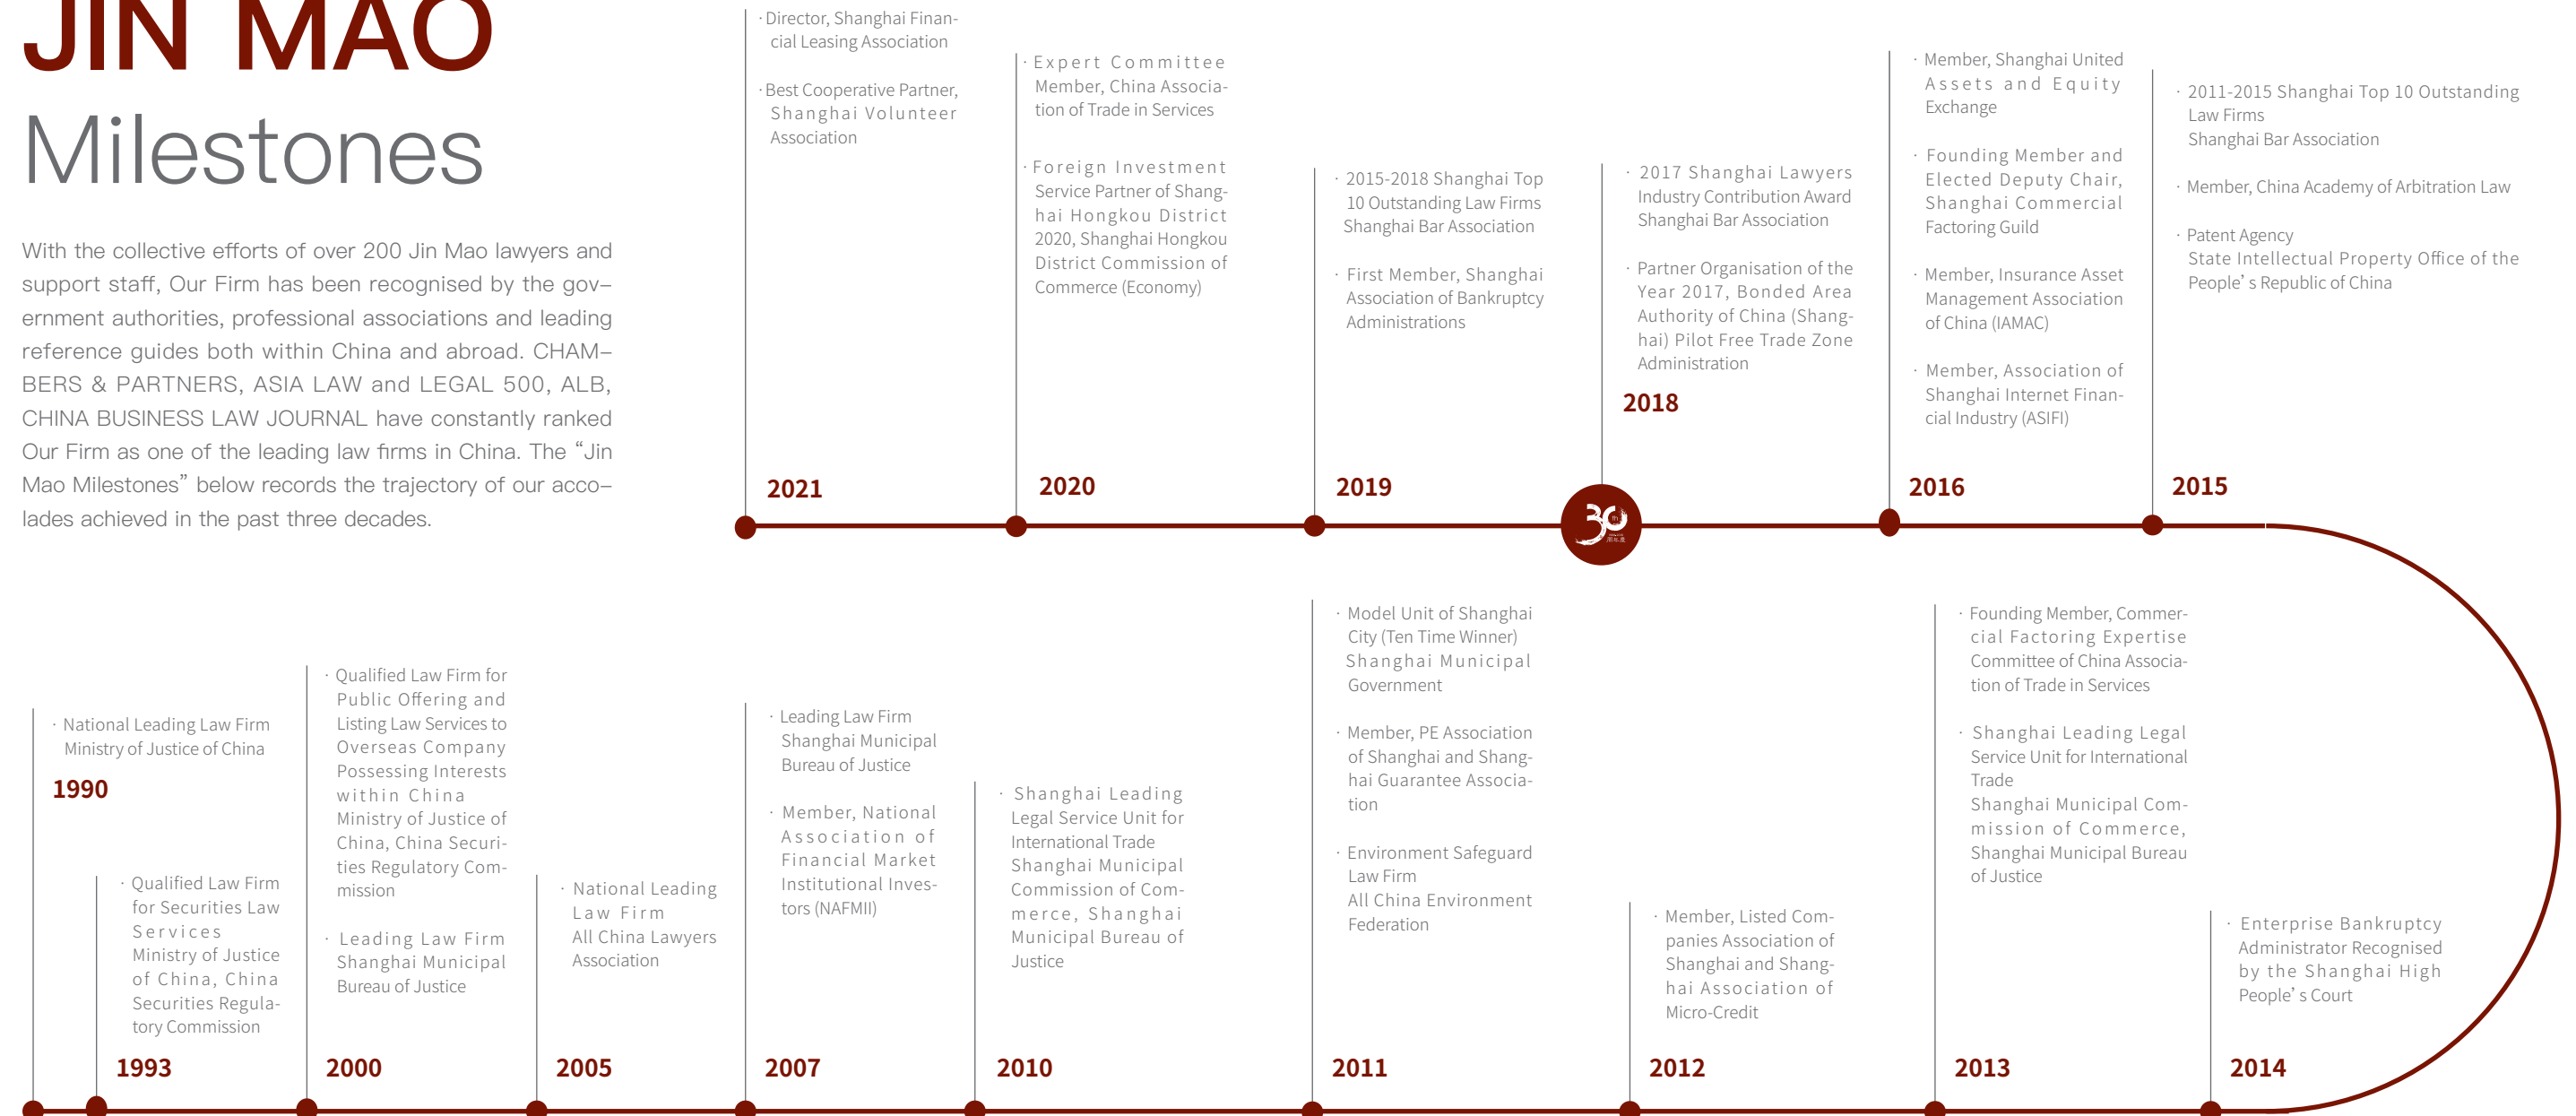 JIN MAO
Milestones
With the collective efforts of over 200 Jin Mao lawyers and
support staff, Our Firm has been recognised by the gov–
ernment authorities, professional associations and leading
reference guides both within China and abroad. CHAM–
BERS & PARTNERS, ASIA LAW and LEGAL 500, ALB,
CHINA BUSINESS LAW JOURNAL have constantly ranked
Our Firm as one of the leading law firms in China. The “Jin
Mao Milestones” below records the trajectory of our acco–
lades achieved in the past three decades.
· Director, Shanghai Finan-
cial Leasing Association
· Best Cooperative Partner,
Shanghai Volunteer
Association
2021
· Expert Committee
Member, China Associa-
tion of Trade in Services
· Foreign Investment
Service Partner of Shang-
hai Hongkou District
2020, Shanghai Hongkou
District Commission of
Commerce (Economy)
2020
· 2015-2018 Shanghai Top
10 Outstanding Law Firms
Shanghai Bar Association
· First Member, Shanghai
Association of Bankruptcy
Administrations
2019
· 2017 Shanghai Lawyers
Industry Contribution Award
Shanghai Bar Association
· Partner Organisation of the
Year 2017, Bonded Area
Authority of China (Shang-
hai) Pilot Free Trade Zone
Administration
2018
30
· Member, Shanghai United
Assets and Equity
Exchange
· Founding Member and
Elected Deputy Chair,
Shanghai Commercial
Factoring Guild
· Member, Insurance Asset
Management Association
of China (IAMAC)
· Member, Association of
Shanghai Internet Finan-
cial Industry (ASIFI)
2016
· 2011-2015 Shanghai Top 10 Outstanding
Law Firms
Shanghai Bar Association
· Member, China Academy of Arbitration Law
· Patent Agency
State Intellectual Property Office of the
People’s Republic of China
2015
· National Leading Law Firm
Ministry of Justice of China
1990
· Qualified Law Firm
for Securities Law
Services
Ministry of Justice
of China, China
Securities Regula-
tory Commission
1993
· Qualified Law Firm for
Public Offering and
Listing Law Services to
Overseas Company
Possessing Interests
within China
Ministry of Justice of
China, China Securi-
ties Regulatory Com-
mission
· Leading Law Firm
Shanghai Municipal
Bureau of Justice
2000
· National Leading
Law Firm
All China Lawyers
Association
2005
· Leading Law Firm
Shanghai Municipal
Bureau of Justice
· Member, National
Association of
Financial Market
Institutional Inves-
tors (NAFMII)
2007
· Shanghai Leading
Legal Service Unit for
International Trade
Shanghai Municipal
Commission of Com-
merce, Shanghai
Municipal Bureau of
Justice
2010
· Model Unit of Shanghai
City (Ten Time Winner)
Shanghai Municipal
Government
· Member, PE Association
of Shanghai and Shang-
hai Guarantee Associa-
tion
· Environment Safeguard
Law Firm
All China Environment
Federation
2011
· Member, Listed Com-
panies Association of
Shanghai and Shang-
hai Association of
Micro-Credit
2012
· Founding Member, Commer-
cial Factoring Expertise
Committee of China Associa-
tion of Trade in Services
· Shanghai Leading Legal
Service Unit for International
Trade
Shanghai Municipal Com-
mission of Commerce,
Shanghai Municipal Bureau
of Justice
2013
· Enterprise Bankruptcy
Administrator Recognised
by the Shanghai High
People’s Court
2014